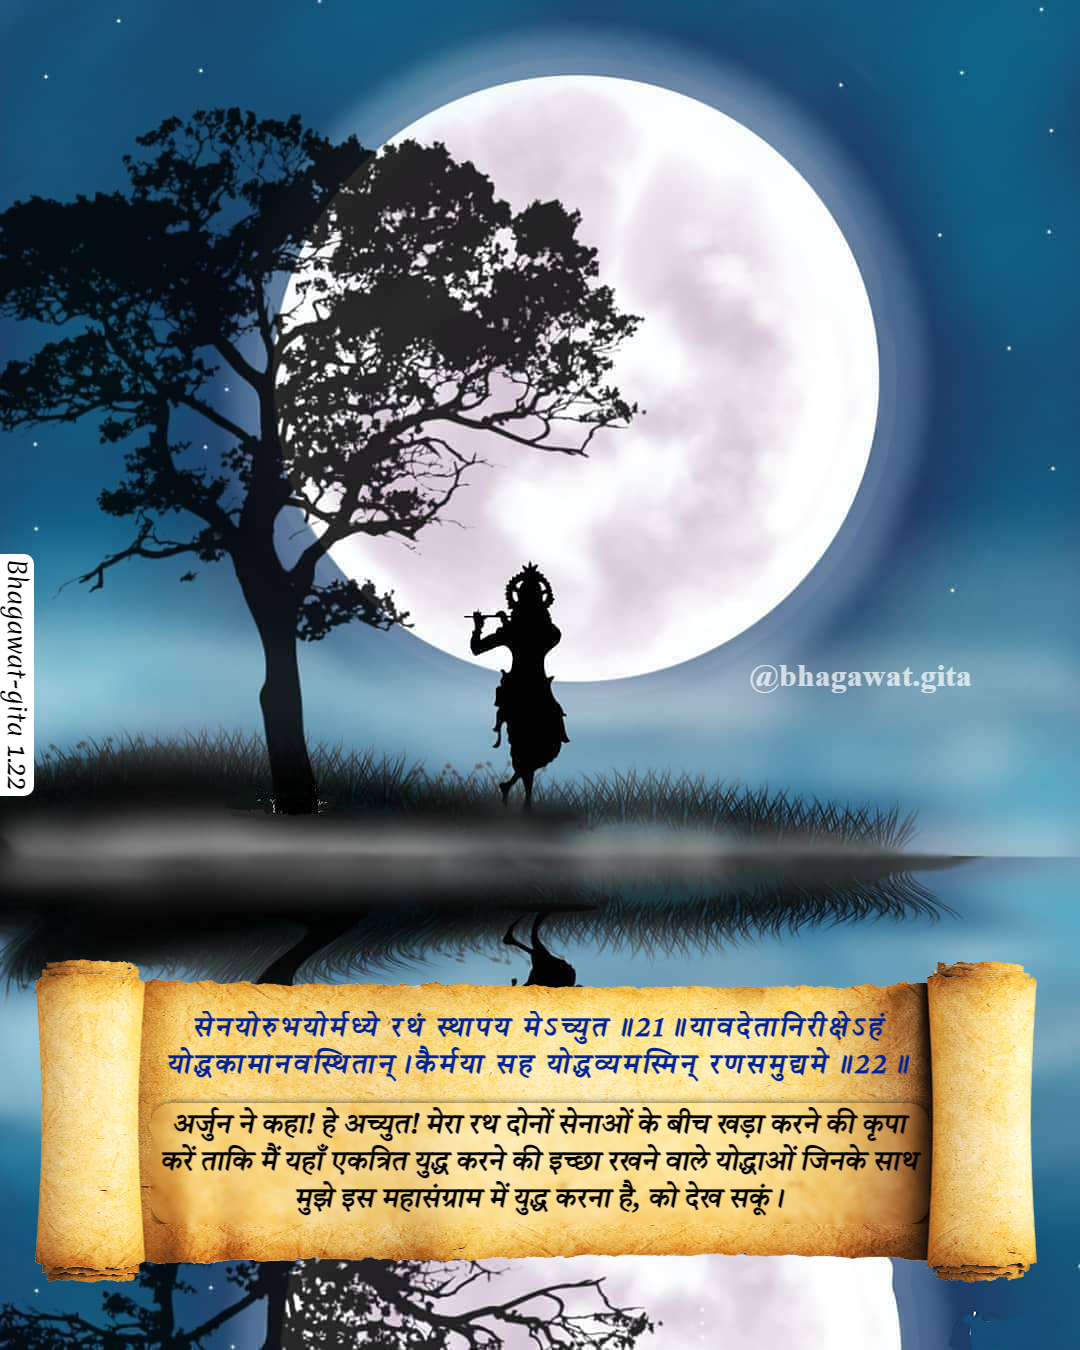 Bhagawat-gita 1.22
@bhagawat.gita
सेनयोरुभयोर्मध्ये रथं स्थापय मेऽच्युत ॥21॥यावदेतानिरीक्षेऽहं
योद्धकामानवस्थितान्।कैर्मया सह योद्धव्यमस्मिन् रणसमुद्यमे ॥22॥
अर्जुन ने कहा! हे अच्युत! मेरा रथ दोनों सेनाओं के बीच खड़ा करने की कृपा
करें ताकि मैं यहाँ एकत्रित युद्ध करने की इच्छा रखने वाले योद्धाओं जिनके साथ
मुझे इस महासंग्राम में युद्ध करना है, को देख सकूं।